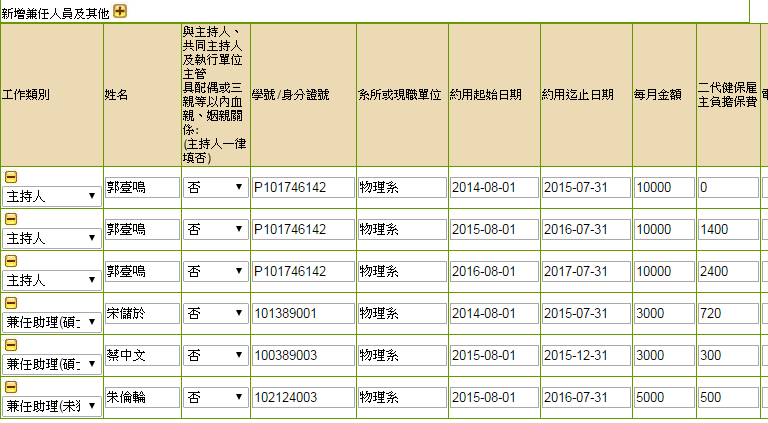 新增兼任人員及其他
工作類別
姓名
與主持人、
共同主持人
及執行單位
主管
具配偶或三
親等以內血
親、姻親關
係:
(主持人一律
填否)
學號/身分證號
系所或現職單位
約用起始日期
約用迄止日期
每月金額
二代健保雇
主負擔保費
主持人 郭臺鳴 否 P101746142 物理系 2014-08-01 2015-07-31 10000 0
主持人 郭臺鳴 否 P101746142 物理系 2015-08-01 2016-07-31 10000 1400
主持人 郭臺鳴 否 P101746142 物理系 2016-08-01 2017-07-31 10000 2400
兼任助理(碩士 宋儲於 否 101389001 物理系 2014-08-01 2015-07-31 3000 720
兼任助理(碩士 蔡中文 否 100389003 物理系 2015-08-01 2015-12-31 3000 300
兼任助理(未 朱倫輪 否 102124003 物理系 2015-08-01 2016-07-31 5000 500